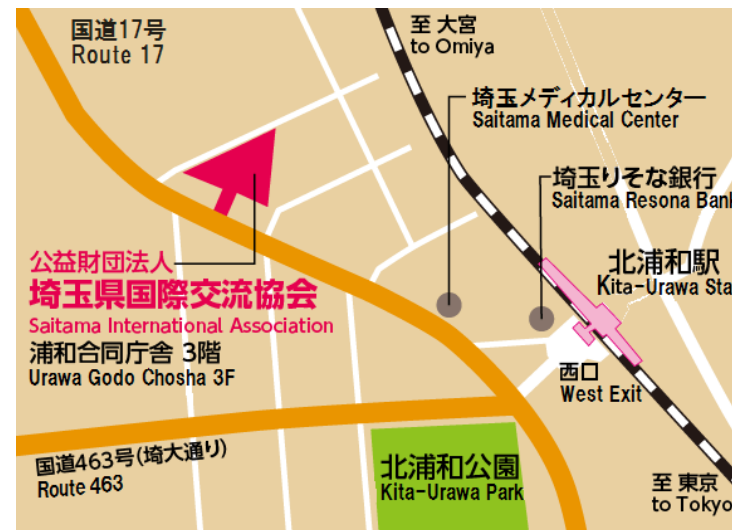 国道17号
Route 17
至 大宮
to Omiya
埼玉メディカルセンター
Saitama Medical Center
埼玉りそな銀行
Saitama Resona Bank
北浦和駅
Kita-Urawa Sta
公益財団法人
埼玉県国際交流協会
Saitama International Association
浦和合同庁舎 3階
Urawa Godo Chosha 3F
西口
West Exit
国道463号(埼大通り)
Route 463
北浦和公園
Kita-Urawa Park
至 東京
to Tokyo